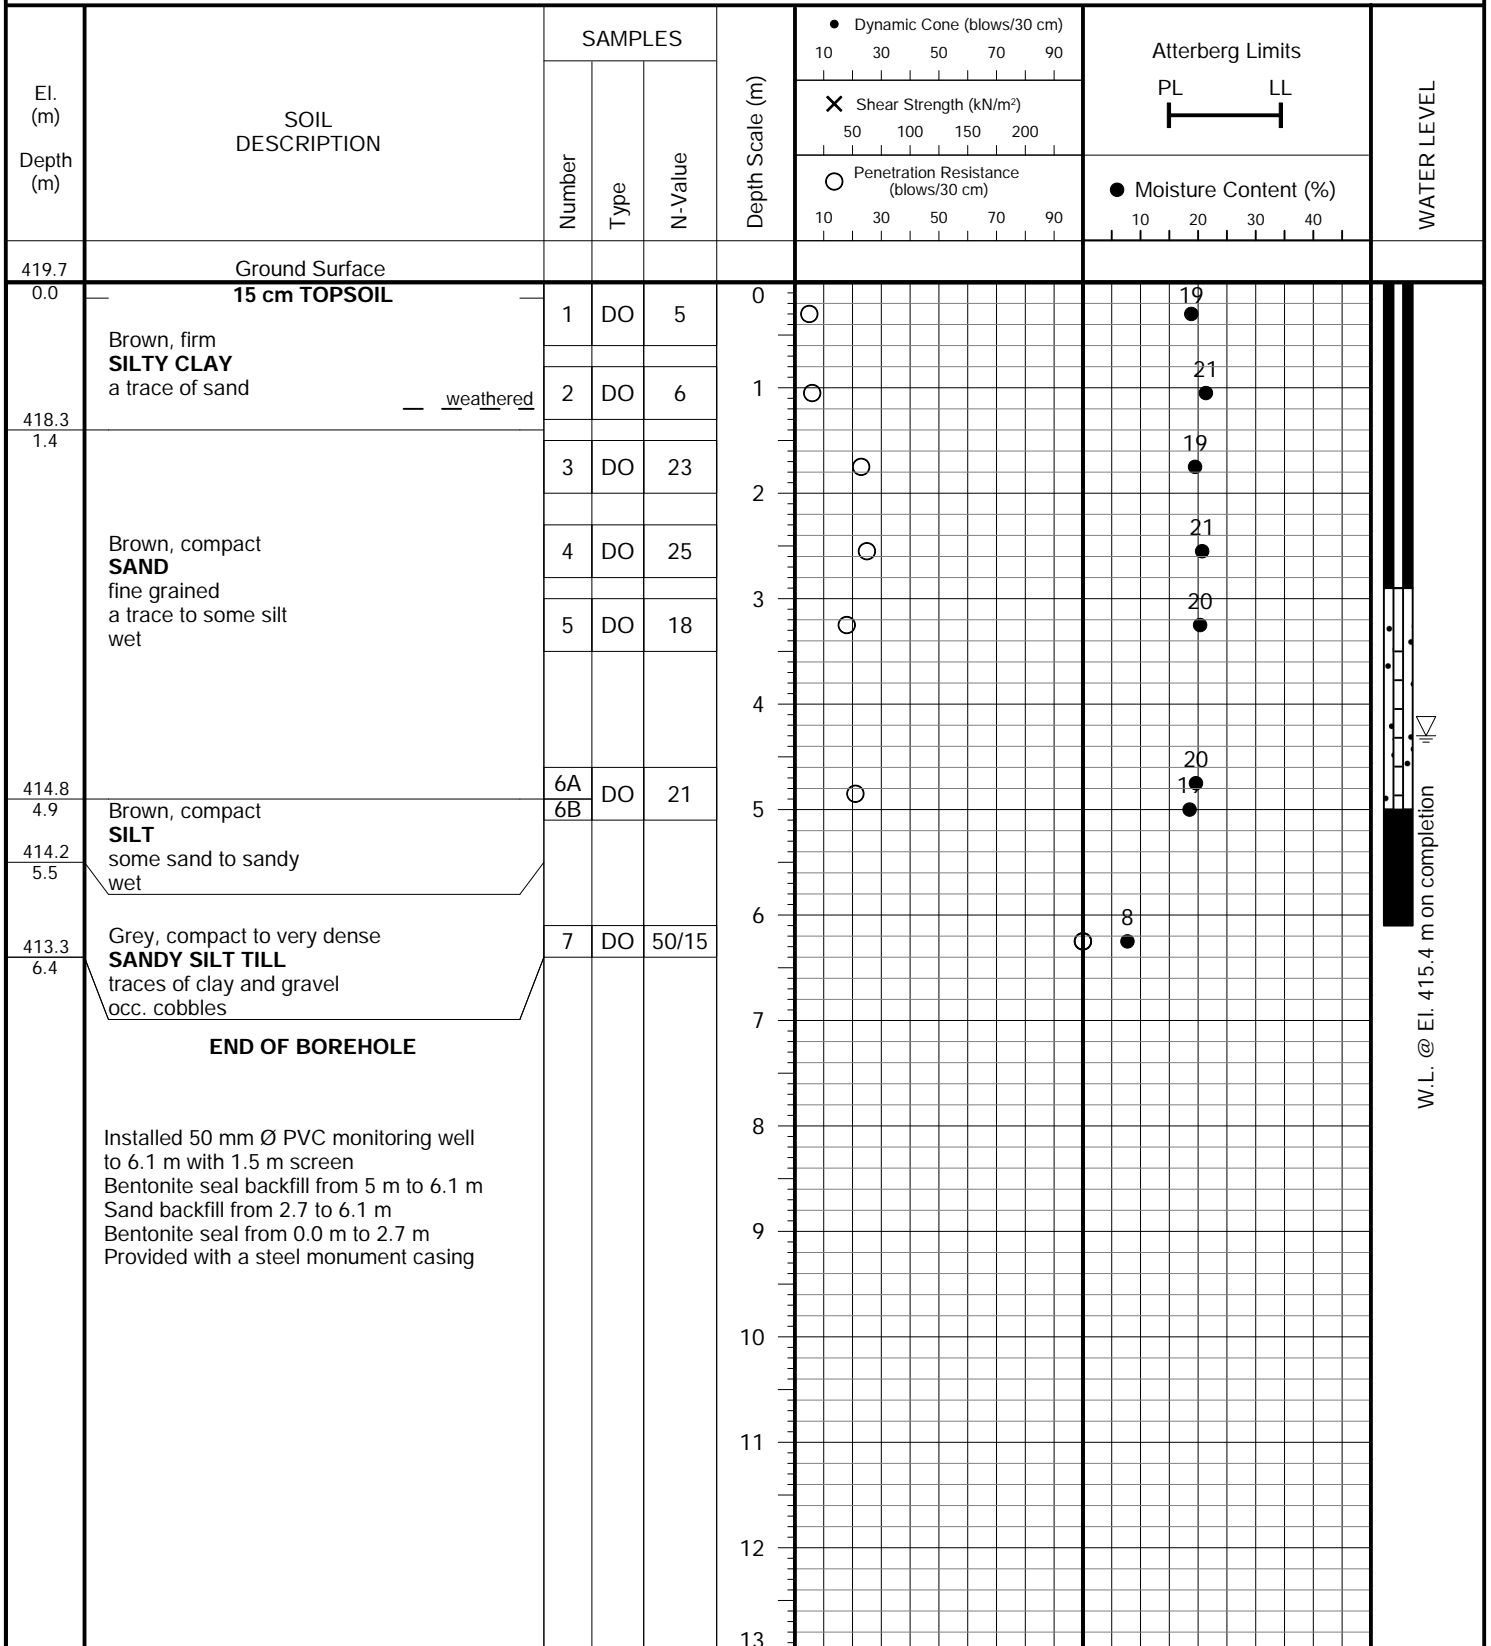 El.
(m)
Depth
(m)
SOIL
DESCRIPTION
SAMPLES
Number
Type
N-Value
Depth Scale (m)
● Dynamic Cone (blows/30 cm)
10 30 50 70 90
✕ Shear Strength (kN/m²)
50 100 150 200
○ Penetration Resistance
(blows/30 cm)
10 30 50 70 90
Atterberg Limits
PL LL
● Moisture Content (%)
10 20 30 40
WATER LEVEL
419.7 Ground Surface
0.0 15 cm TOPSOIL 0
1 DO 5 19
Brown, firm
SILTY CLAY
a trace of sand
weathered
2 DO 6 1 21
418.3
1.4
3 DO 23 19
2
Brown, compact
SAND
fine grained
a trace to some silt
wet
4 DO 25 21
3
5 DO 18 20
4
414.8
4.9
6A DO 21 20
6B 19
5
Brown, compact
SILT
some sand to sandy
wet
414.2
5.5
6
Grey, compact to very dense
SANDY SILT TILL
traces of clay and gravel
occ. cobbles
413.3
6.4
7 DO 50/15 8
7
END OF BOREHOLE
W.L. @ El. 415.4 m on completion
Installed 50 mm Ø PVC monitoring well
to 6.1 m with 1.5 m screen
Bentonite seal backfill from 5 m to 6.1 m
Sand backfill from 2.7 to 6.1 m
Bentonite seal from 0.0 m to 2.7 m
Provided with a steel monument casing
8
9
10
11
12
13